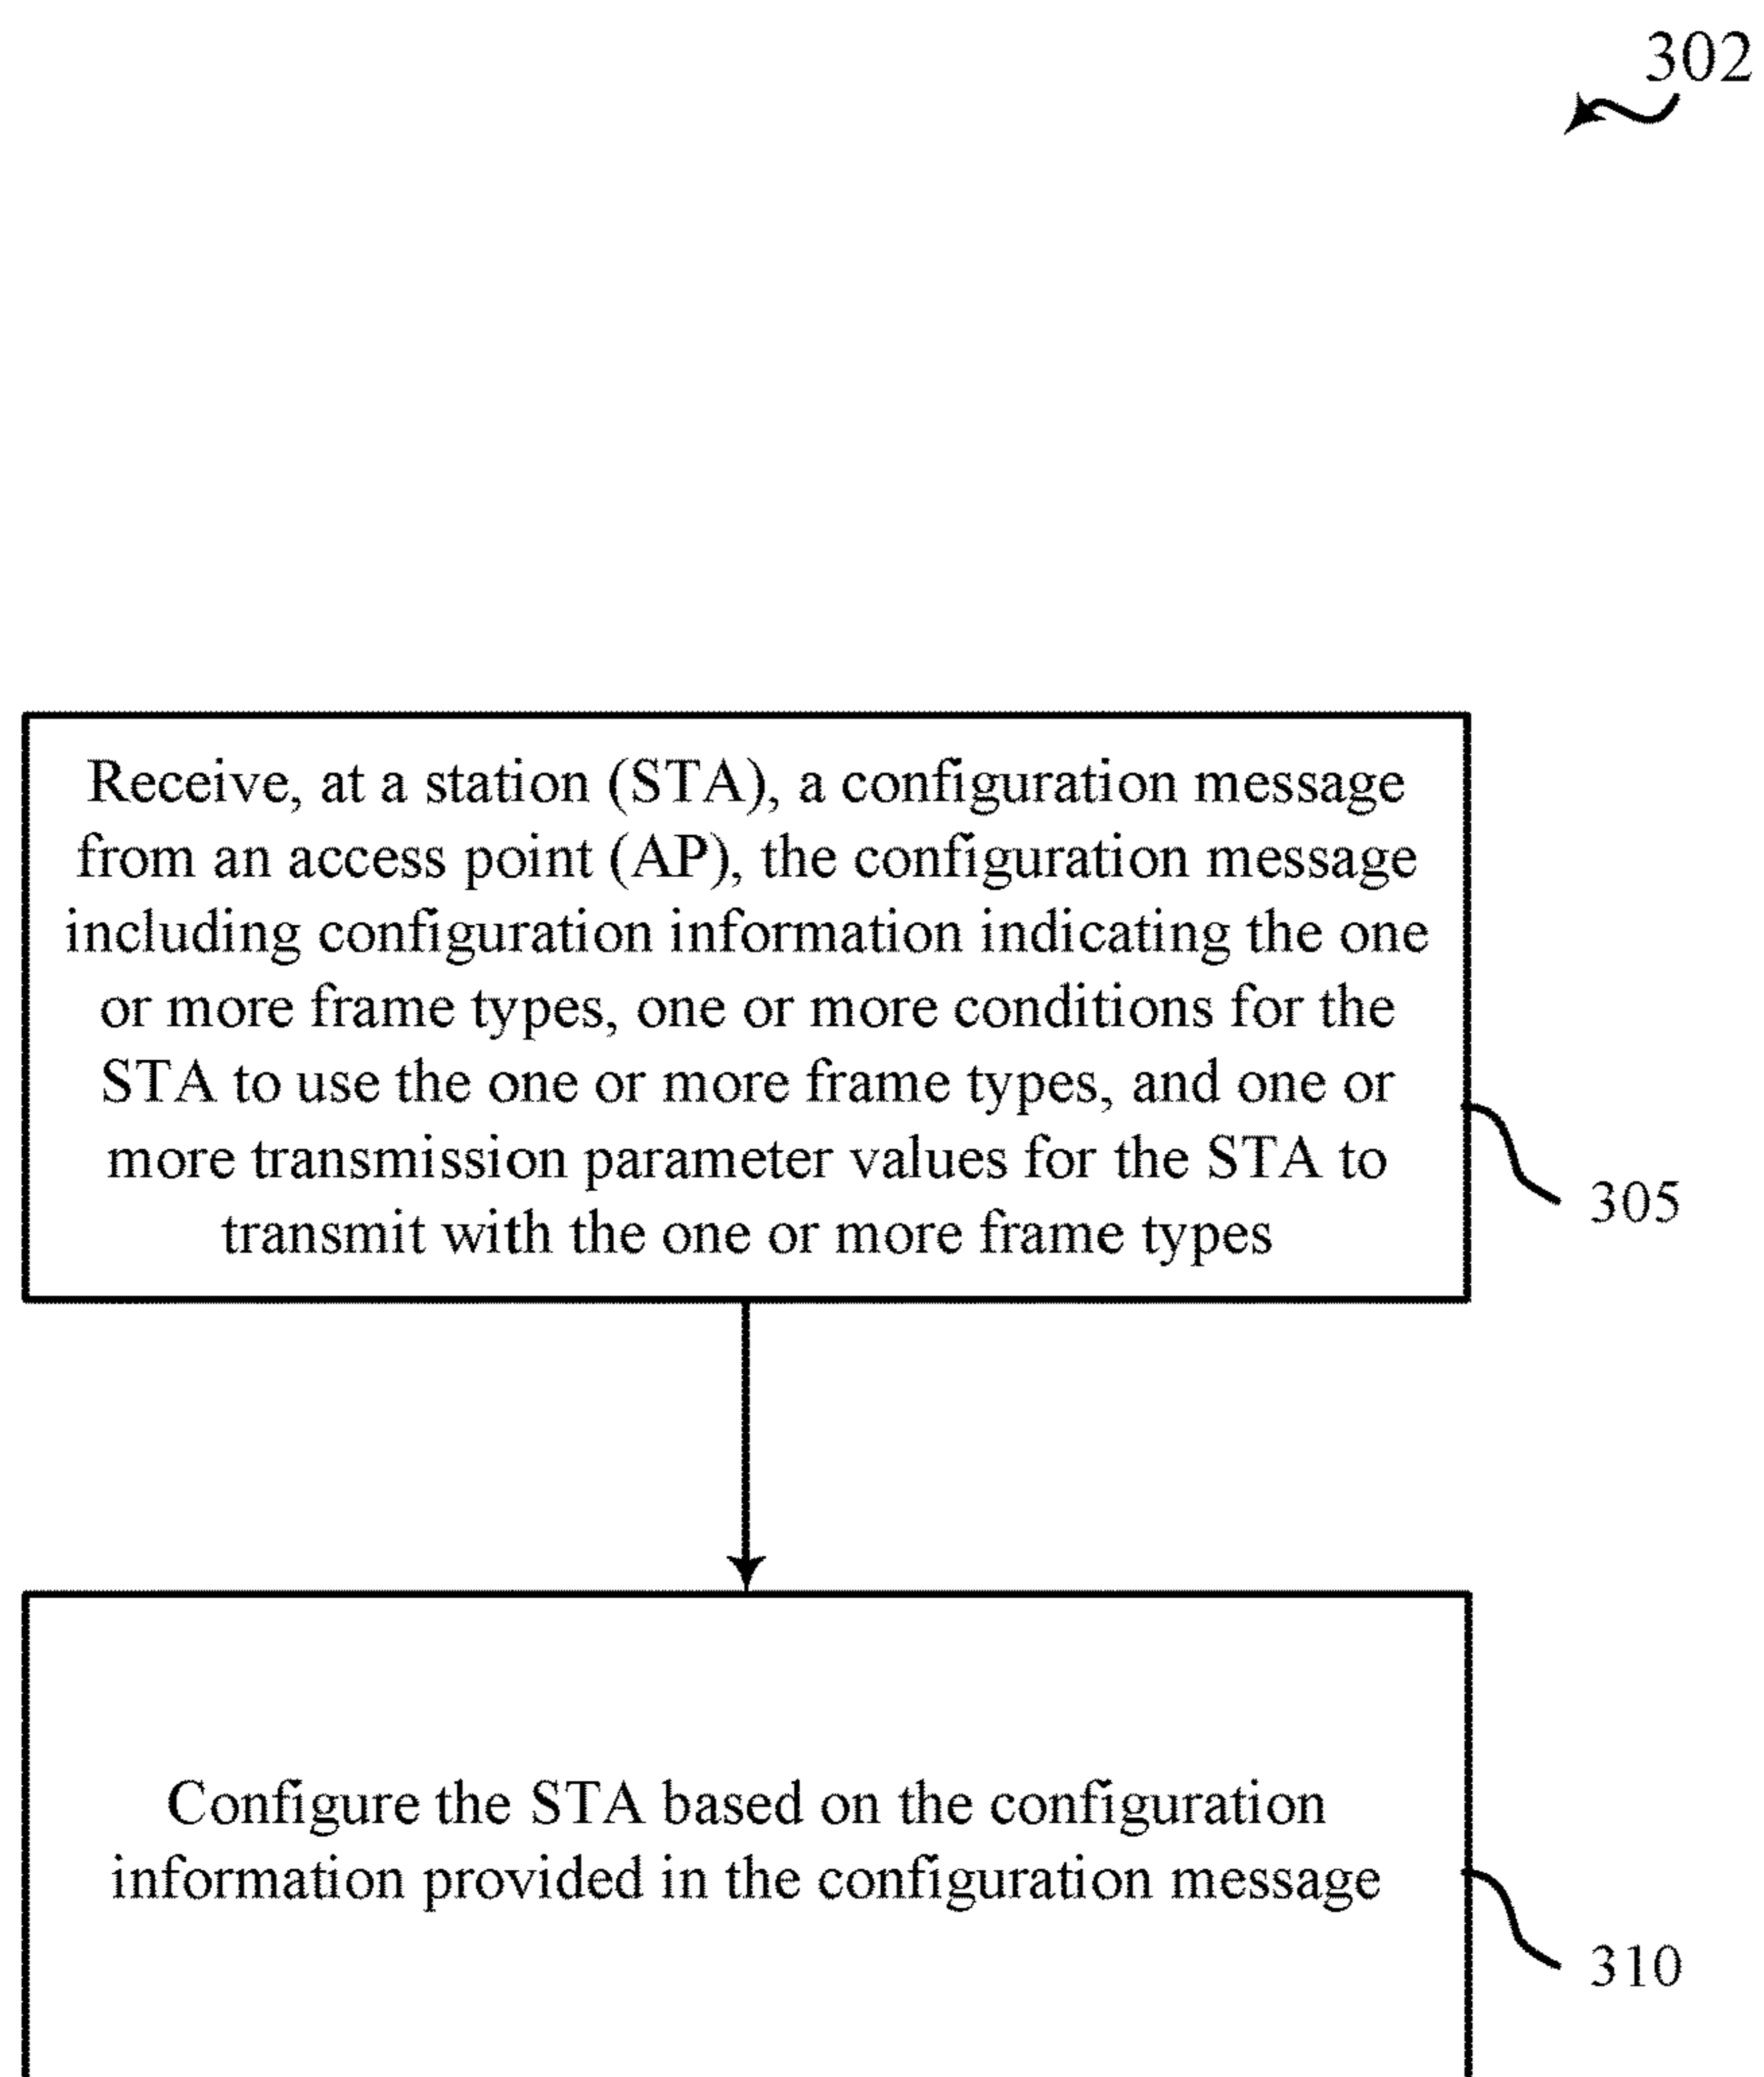 302
Receive, at a station (STA), a configuration message
from an access point (AP), the configuration message
including configuration information indicating the one
or more frame types, one or more conditions for the
STA to use the one or more frame types, and one or
more transmission parameter values for the STA to
transmit with the one or more frame types
305
Configure the STA based on the configuration
information provided in the configuration message
310